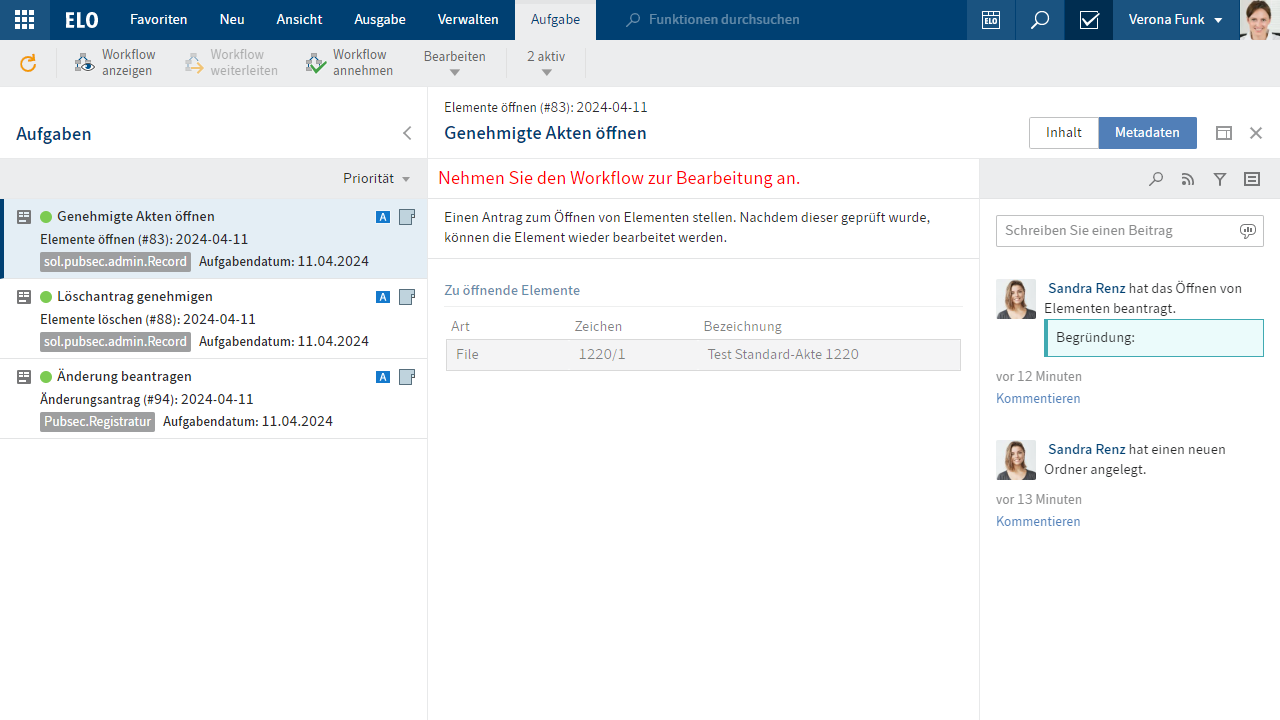 ELO Favoriten Neu Ansicht Ausgabe Verwalten Aufgabe Funktionen durchsuchen ELO Verona Funk
Workflow anzeigen
Workflow weiterleiten
Workflow annehmen
Bearbeiten
2 aktiv
Aufgaben
Priorität
Genehmigte Akten öffnen A
Elemente öffnen (#83): 2024-04-11
sol.pubsec.admin.Record Aufgabendatum: 11.04.2024
Löschantrag genehmigen A
Elemente löschen (#88): 2024-04-11
sol.pubsec.admin.Record Aufgabendatum: 11.04.2024
Änderung beantragen A
Änderungsantrag (#94): 2024-04-11
Pubsec.Registratur Aufgabendatum: 11.04.2024
Elemente öffnen (#83): 2024-04-11
Genehmigte Akten öffnen
Inhalt Metadaten
Nehmen Sie den Workflow zur Bearbeitung an.
Einen Antrag zum Öffnen von Elementen stellen. Nachdem dieser geprüft wurde,
können die Element wieder bearbeitet werden.
Zu öffnende Elemente
Art Zeichen Bezeichnung
File 1220/1 Test Standard-Akte 1220
Schreiben Sie einen Beitrag
Sandra Renz hat das Öffnen von
Elementen beantragt.
Begründung:
vor 12 Minuten
Kommentieren
Sandra Renz hat einen neuen
Ordner angelegt.
vor 13 Minuten
Kommentieren